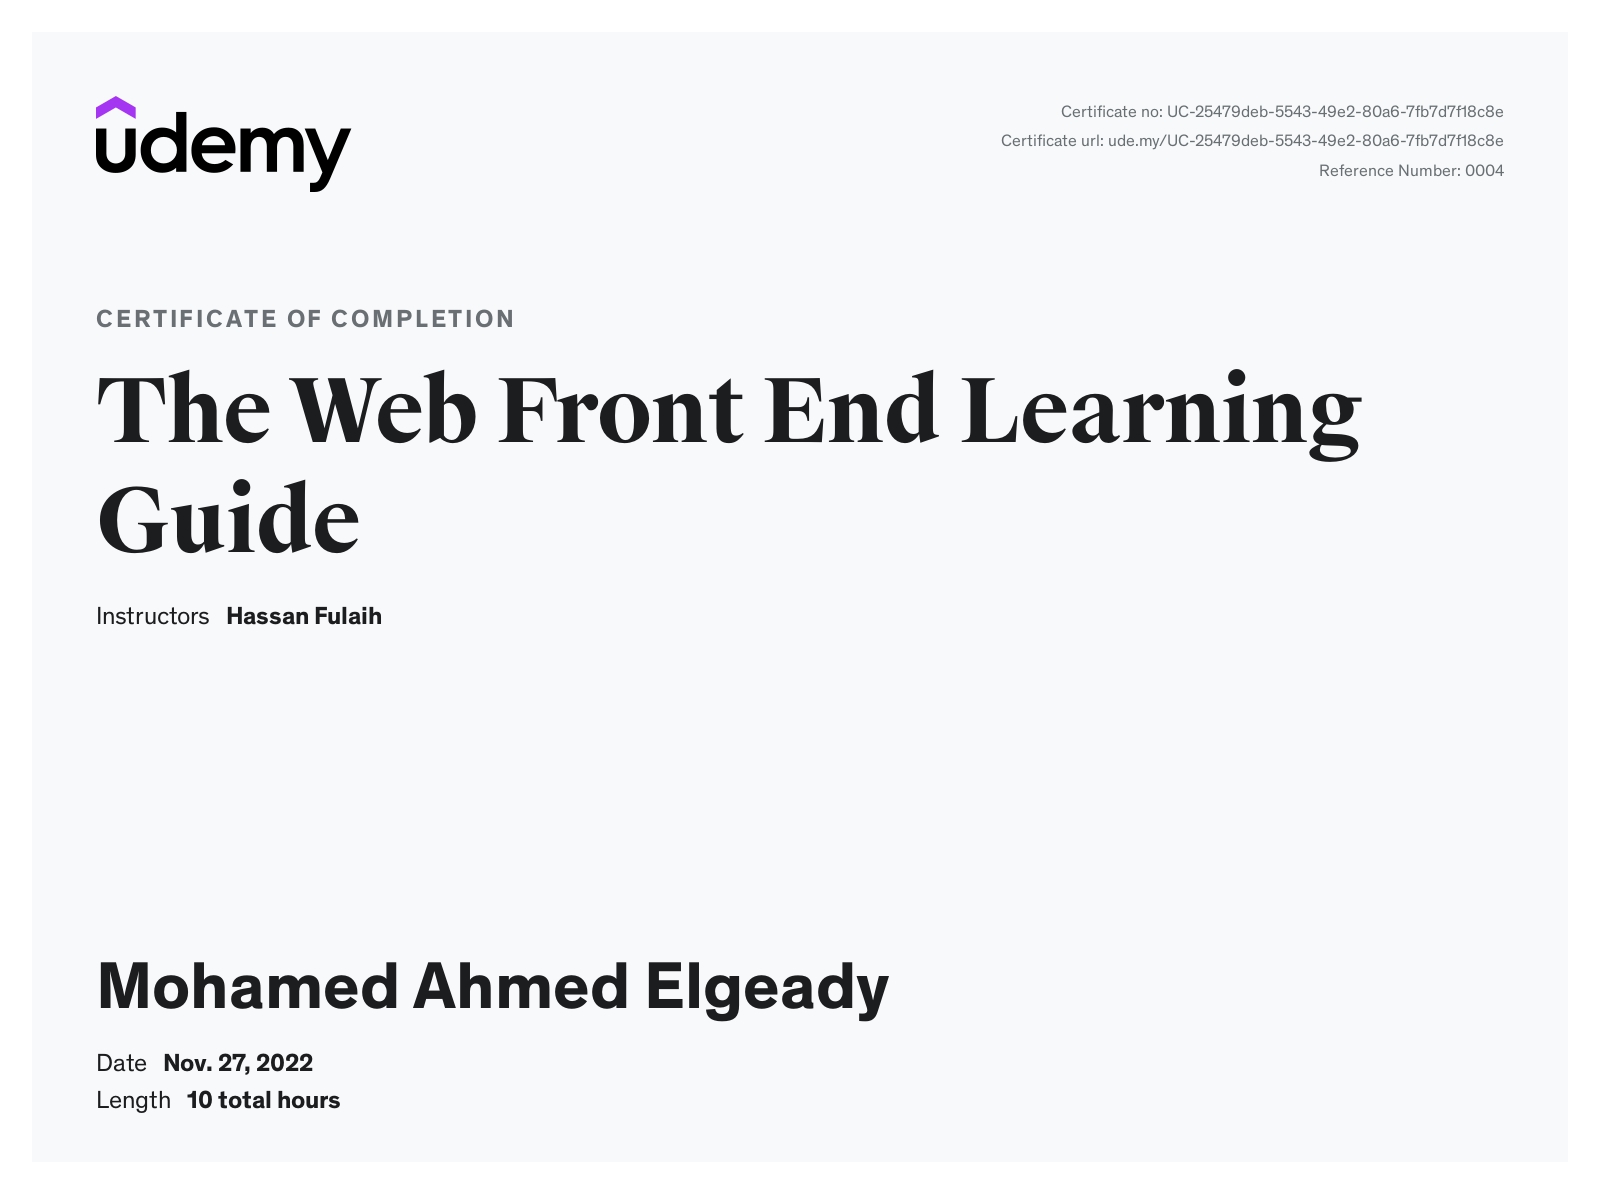 udemy
Certificate no: UC-25479deb-5543-49e2-80a6-7fb7d7f18c8e
Certificate url: ude.my/UC-25479deb-5543-49e2-80a6-7fb7d7f18c8e
Reference Number: 0004
CERTIFICATE OF COMPLETION
The Web Front End Learning
Guide
Instructors Hassan Fulaih
Mohamed Ahmed Elgeady
Date Nov. 27, 2022
Length 10 total hours